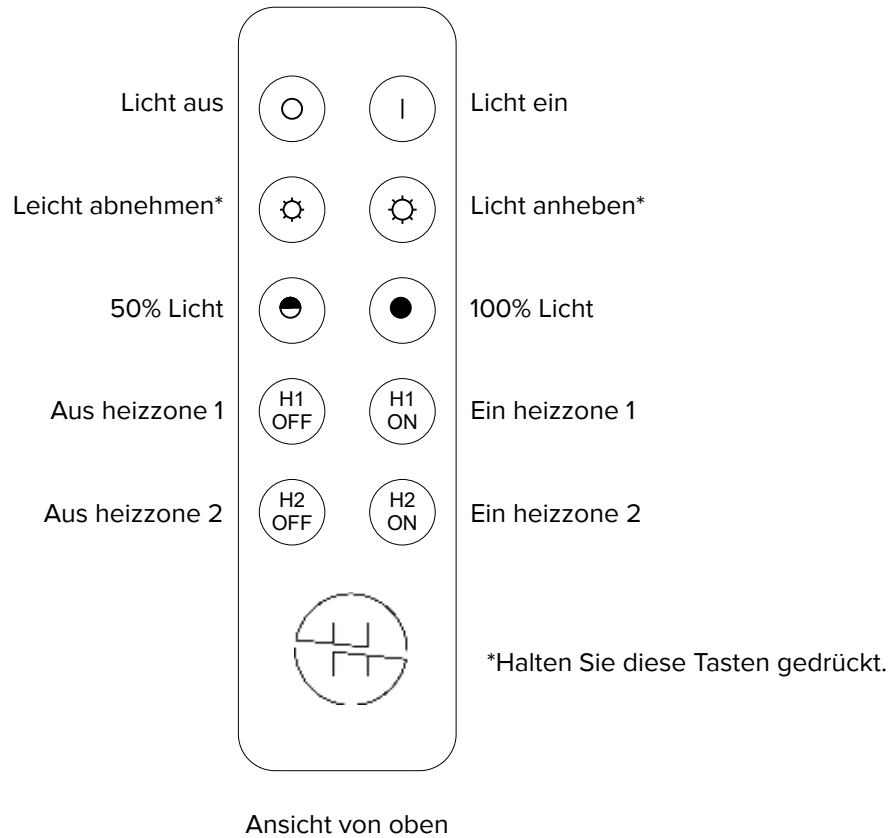 Licht aus
Licht ein
Leicht abnehmen*
Licht anheben*
50% Licht
100% Licht
Aus heizzone 1
H1
OFF
H1
ON
Ein heizzone 1
Aus heizzone 2
H2
OFF
H2
ON
Ein heizzone 2
*Halten Sie diese Tasten gedrückt.
Ansicht von oben